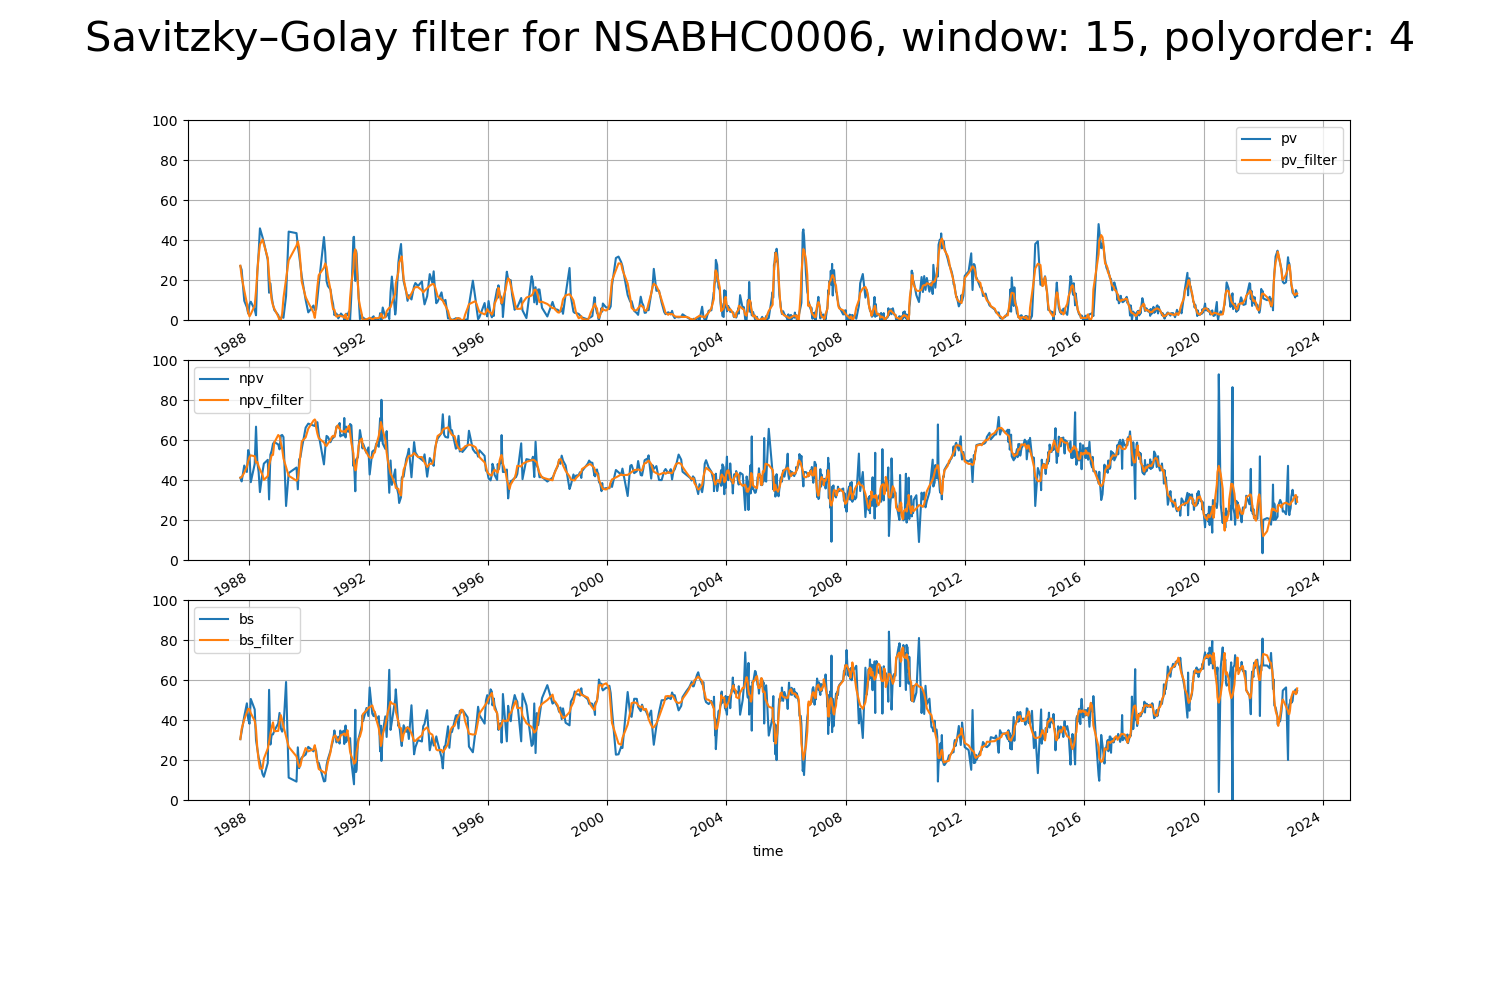 Savitzky–Golay filter for NSABHC0006, window: 15, polyorder: 4
100
80
60
40
20
0
pv
pv_filter
1988 1992 1996 2000 2004 2008 2012 2016 2020 2024
100
80
60
40
20
0
npv
npv_filter
1988 1992 1996 2000 2004 2008 2012 2016 2020 2024
100
80
60
40
20
0
bs
bs_filter
1988 1992 1996 2000 2004 2008 2012 2016 2020 2024
time